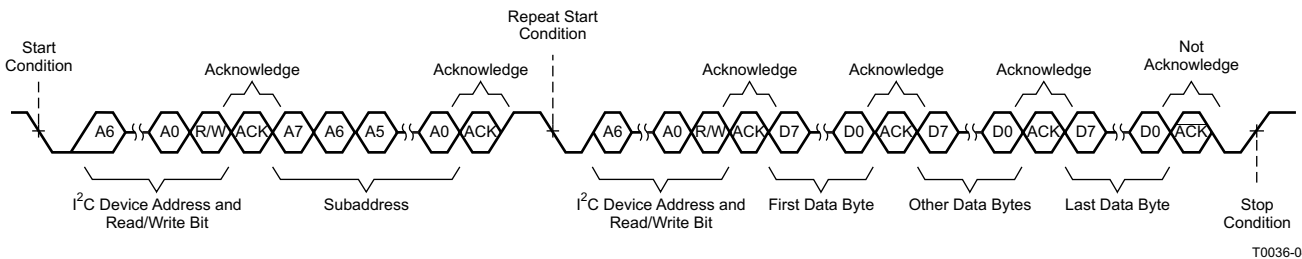 Repeat Start
Condition
Start
Condition
Not
Acknowledge
Acknowledge
Acknowledge
Acknowledge
Acknowledge
Acknowledge
A6 A0 R/W ACK A7 A6 A5 A0 ACK A6 A0 R/W ACK D7 D0 ACK D7 D0 ACK D7 D0 ACK
I²C Device Address and
Read/Write Bit
Subaddress
I²C Device Address and
Read/Write Bit
First Data Byte
Other Data Bytes
Last Data Byte
Stop
Condition
T0036-0